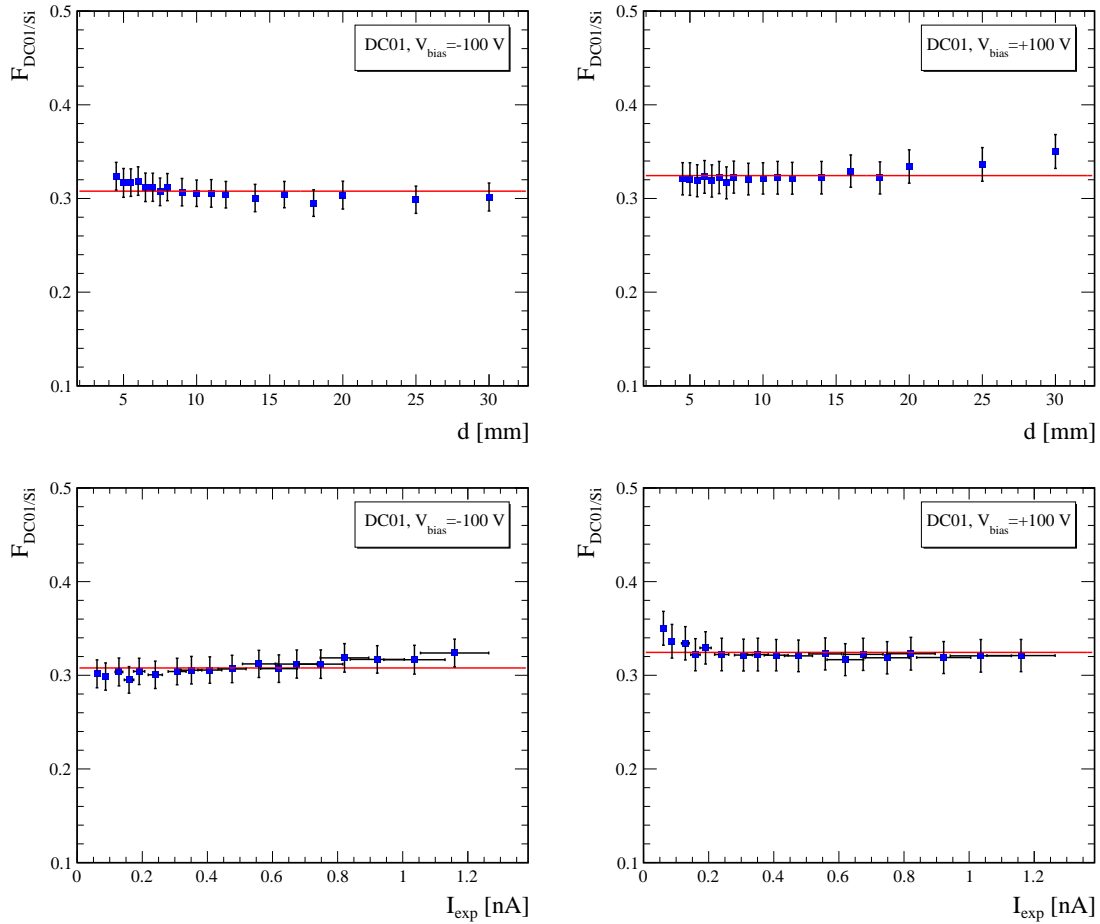 F_DC01/Si
0.5
0.4
0.3
0.2
0.1
DC01, V_bias=-100 V
5 10 15 20 25 30
d [mm]
F_DC01/Si
0.5
0.4
0.3
0.2
0.1
DC01, V_bias=+100 V
5 10 15 20 25 30
d [mm]
F_DC01/Si
0.5
0.4
0.3
0.2
0.1
DC01, V_bias=-100 V
0 0.2 0.4 0.6 0.8 1 1.2
I_exp [nA]
F_DC01/Si
0.5
0.4
0.3
0.2
0.1
DC01, V_bias=+100 V
0 0.2 0.4 0.6 0.8 1 1.2
I_exp [nA]